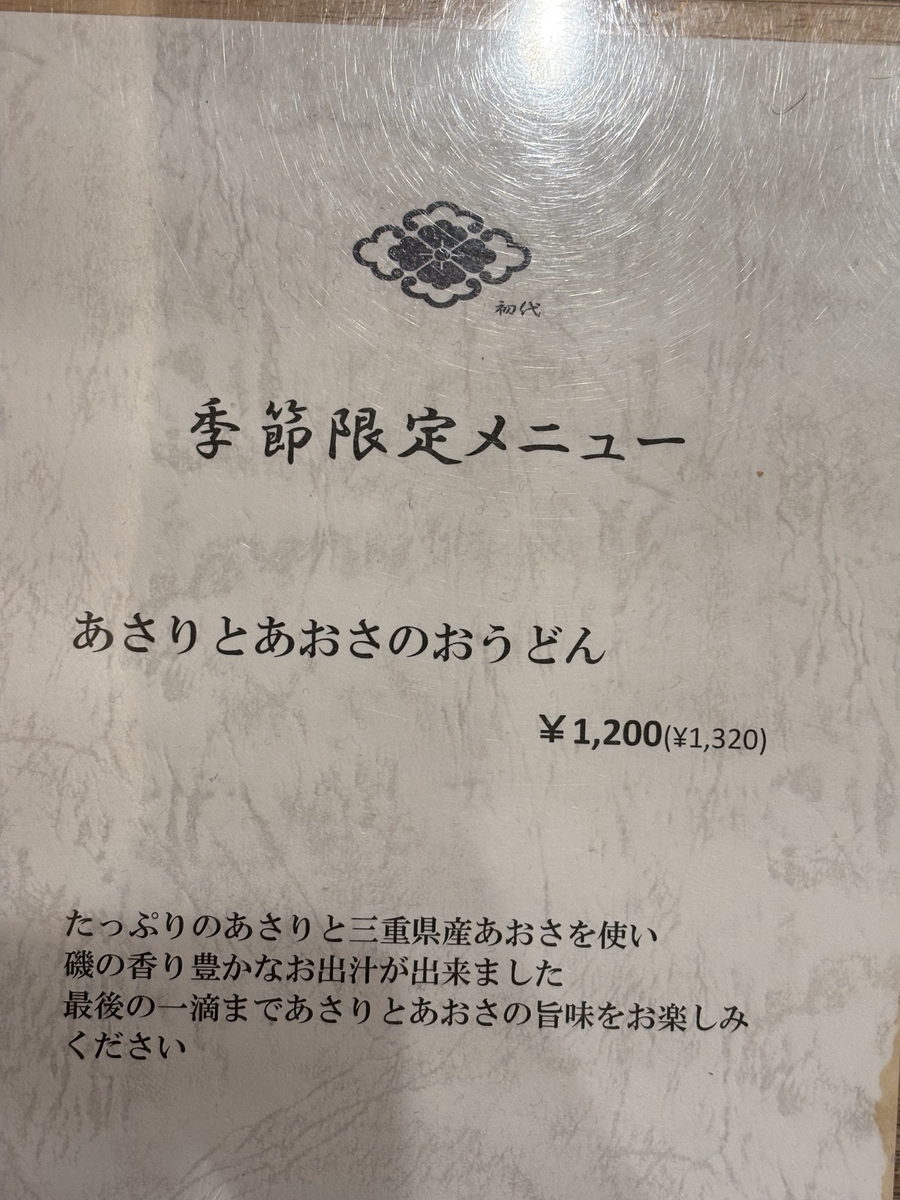 初代
季節限定メニュー
あさりとあおさのおうどん
￥1,200(¥1,320)
たっぷりのあさりと三重県産あおさを使い
磯の香り豊かなお出汁が出来ました
最後の一滴まであさりとあおさの旨味をお楽しみ
ください